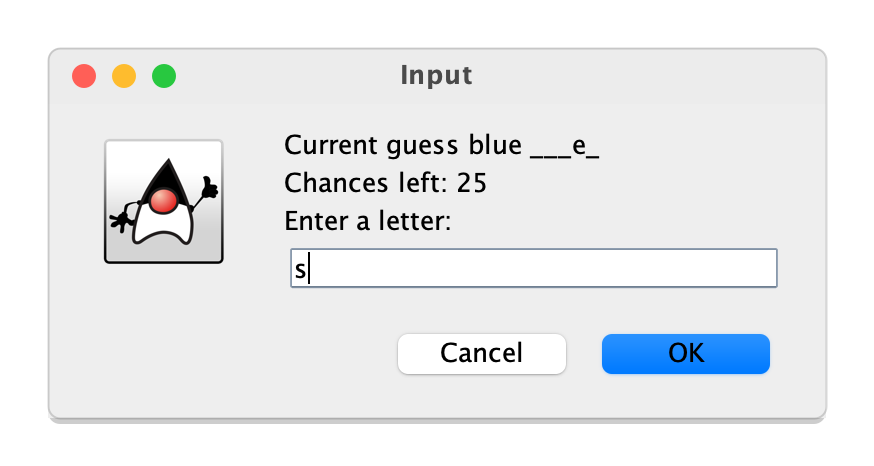 Input
Current guess blue ___e_
Chances left: 25
Enter a letter:
s
Cancel
OK